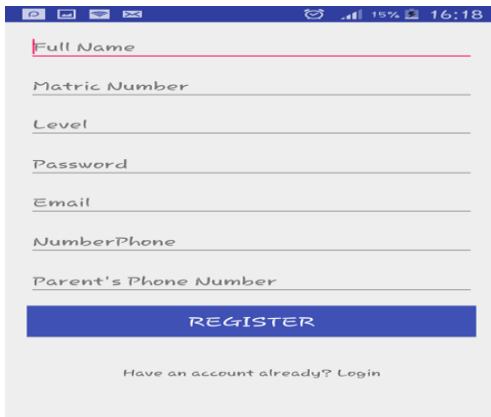 15% 16:18
Full Name
Matric Number
Level
Password
Email
NumberPhone
Parent's Phone Number
REGISTER
Have an account already? Login